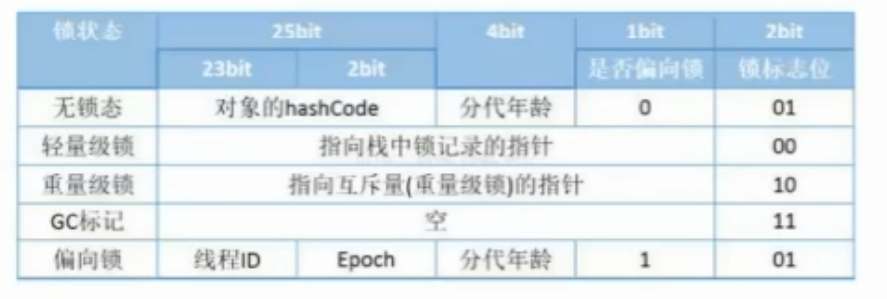 锁状态 25bit 4bit 1bit 2bit
23bit 2bit 是否偏向锁 锁标志位
无锁态 对象的hashCode 分代年龄 0 01
轻量级锁 指向栈中锁记录的指针 00
重量级锁 指向互斥量(重量级锁)的指针 10
GC标记 空 11
偏向锁 线程ID Epoch 分代年龄 1 01